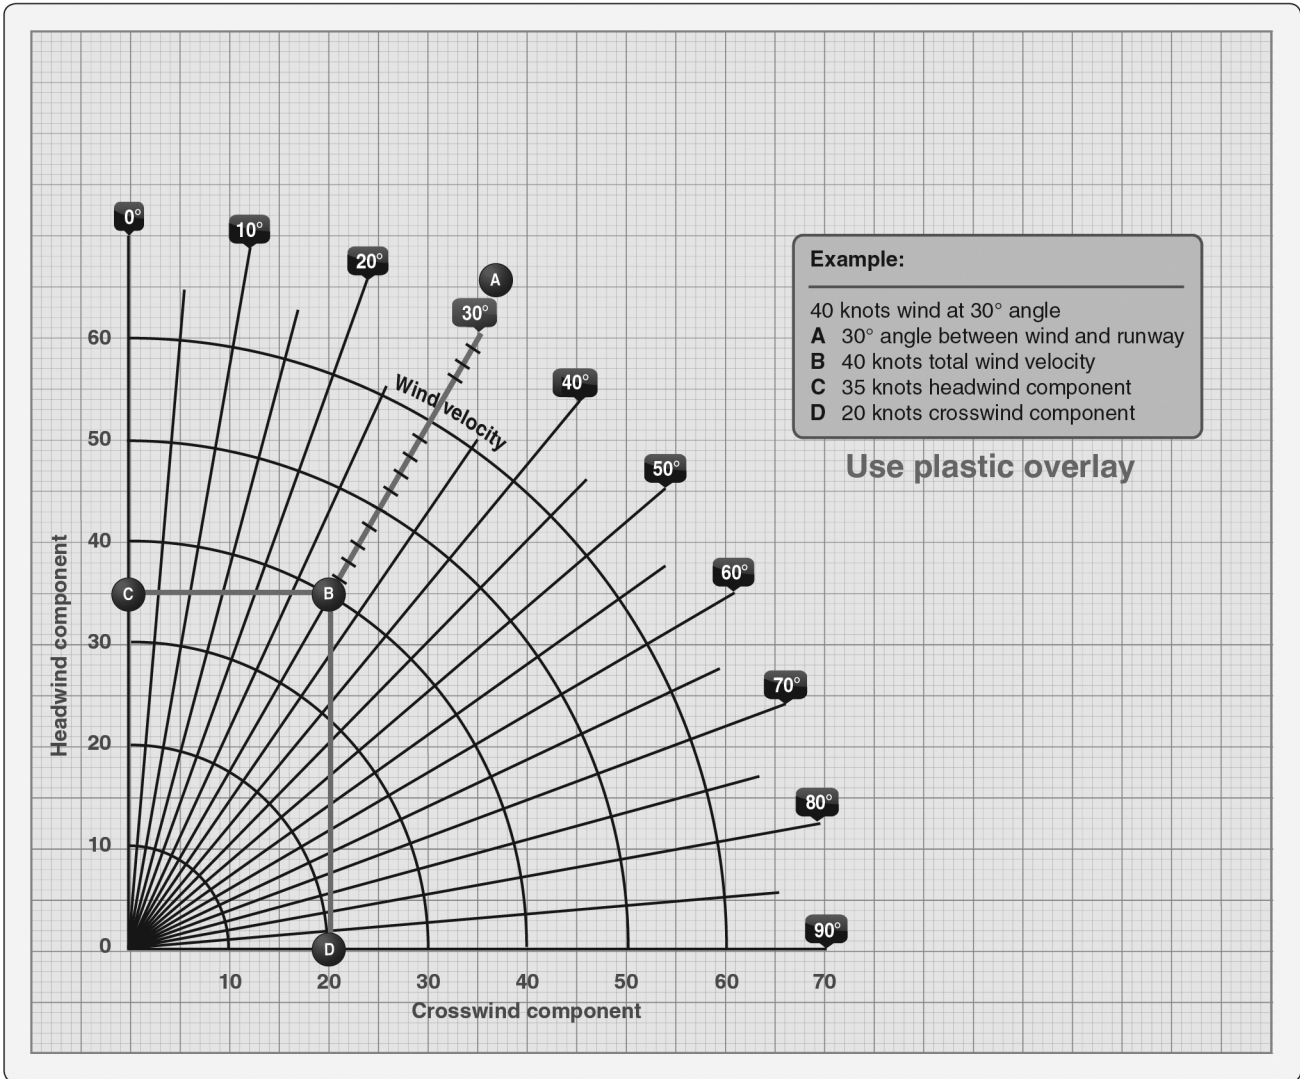 0°
10°
20°
A
30°
40°
50°
60°
70°
80°
90°
Wind velocity
60
50
40
30
20
10
0
C
B
D
Headwind component
10 20 30 40 50 60 70
Crosswind component
Example:
40 knots wind at 30° angle
A 30° angle between wind and runway
B 40 knots total wind velocity
C 35 knots headwind component
D 20 knots crosswind component
Use plastic overlay